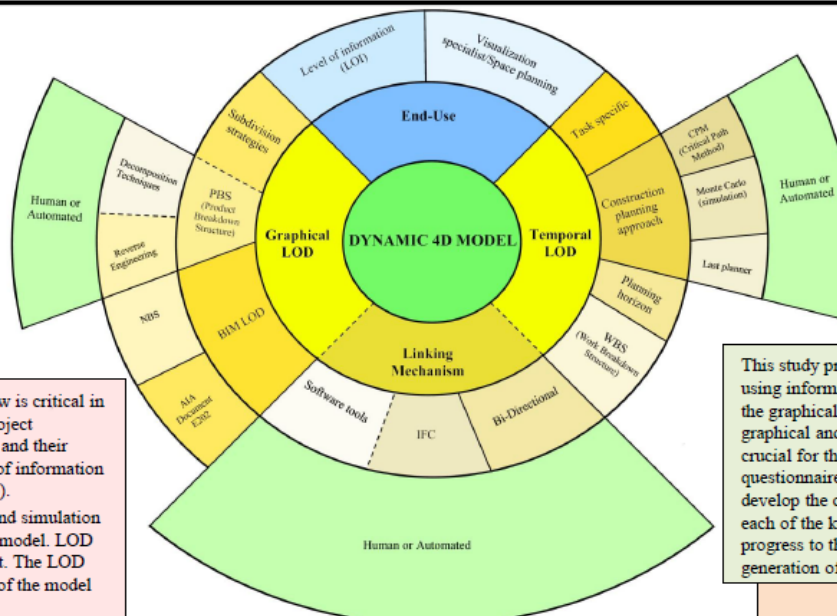 Level of information
(LOI)
Visualization
specialist/Space planning
End-Use
Subdivision
strategies
PBS
(Product
Breakdown
Structure)
Graphical
LOD
BIM LOD
Decomposition
Techniques
Reverse
Engineering
NBS
AIA
Document
E202
Human or
Automated
DYNAMIC 4D MODEL
Temporal
LOD
Task specific
Construction
planning
approach
Planning
horizon
WBS
(Work Breakdown
Structure)
CPM
(Critical Path
Method)
Monte Carlo
(simulation)
Last planner
Human or
Automated
Linking
Mechanism
Software tools
IFC
Bi-Directional
Human or Automated
w is critical in
oject
and their
of information
).
nd simulation
model. LOD
t. The LOD
of the model
This study pr
using inform
the graphical
graphical and
crucial for th
questionnaire
develop the c
each of the k
progress to th
generation of